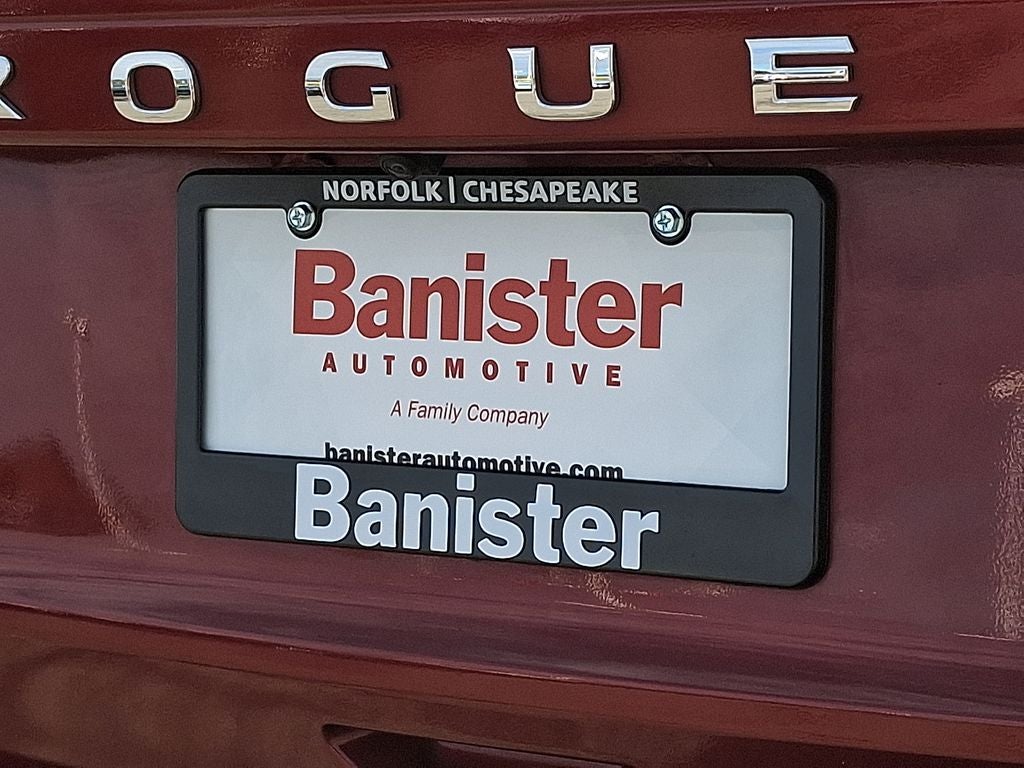 ROGUE
NORFOLK | CHESAPEAKE
Banister
AUTOMOTIVE
A Family Company
banisterautomotive.com
Banister